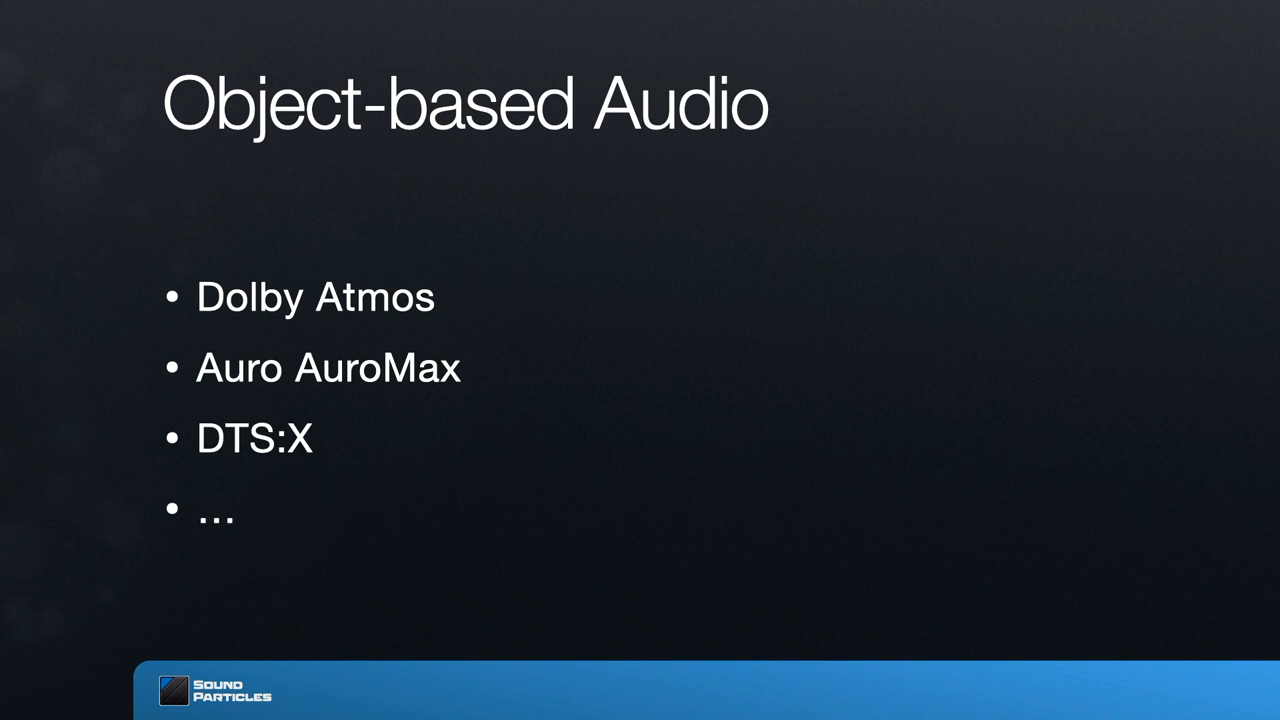 Object-based Audio
• Dolby Atmos
• Auro AuroMax
• DTS:X
• ...
SOUND
PARTICLES